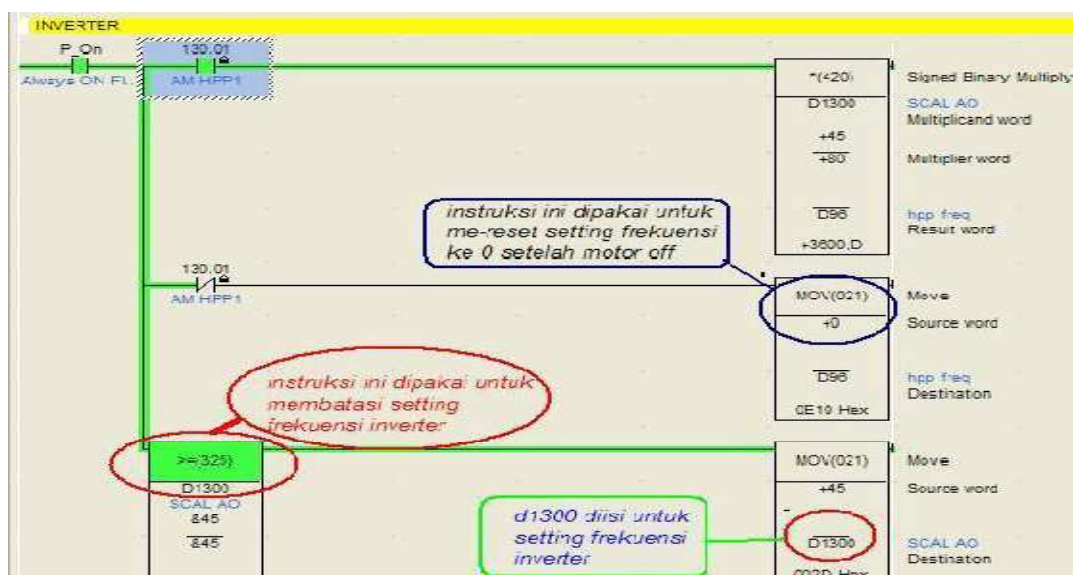 INVERTER
P_On
130.01
Always ON Fl..
AM HPP1
*(420)
Signed Binary Multiply
D1300
SCAL AO
Multiplicand word
+45
+80
Multiplier word
D96
hpp freq
Result word
+3600,D
instruksi ini dipakai untuk
me-reset setting frekuensi
ke 0 setelah motor off
130.01
AM HPP1
MOV(021)
Move
+0
Source word
D96
hpp freq
Destination
0E10 Hex
instruksi ini dipakai untuk
membatasi setting
frekuensi inverter
>=(325)
D1300
SCAL AO
&45
&45
MOV(021)
Move
+45
Source word
D1300
SCAL AO
Destination
002D Hex
d1300 diisi untuk
setting frekuensi
inverter